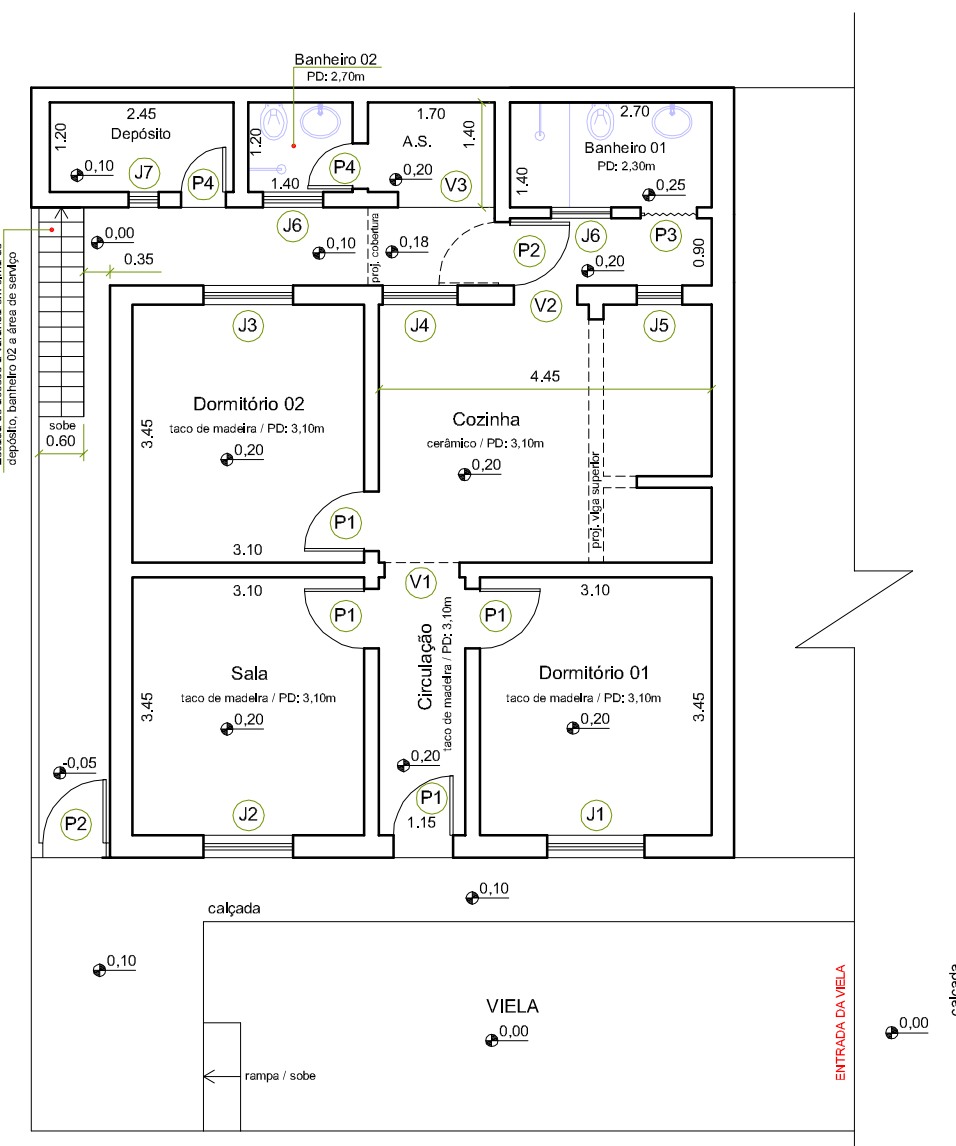 Banheiro 02
PD: 2,70m
2.45
Depósito
1.20
0,10
J7
P4
1.20
1.40
P4
J6
1.70
A.S.
1.40
0,20
V3
2.70
Banheiro 01
PD: 2,30m
1.40
0,25
J6
P3
0,00
0.35
0,10
proj. cobertura
0,18
P2
0,20
0.90
V2
J3
J4
J5
depósito, banheiro 02 a área de serviço
sobe
0.60
4.45
Dormitório 02
taco de madeira / PD: 3,10m
0,20
3.45
3.10
P1
Cozinha
cerâmico / PD: 3,10m
0,20
proj. viga superior
V1
3.10
P1
P1
3.10
Sala
taco de madeira / PD: 3,10m
0,20
3.45
J2
Circulação
taco de madeira / PD: 3,10m
0,20
P1
1.15
Dormitório 01
taco de madeira / PD: 3,10m
0,20
3.45
J1
-0,05
P2
0,10
calçada
0,10
VIELA
0,00
rampa / sobe
ENTRADA DA VIELA
0,00
calçada